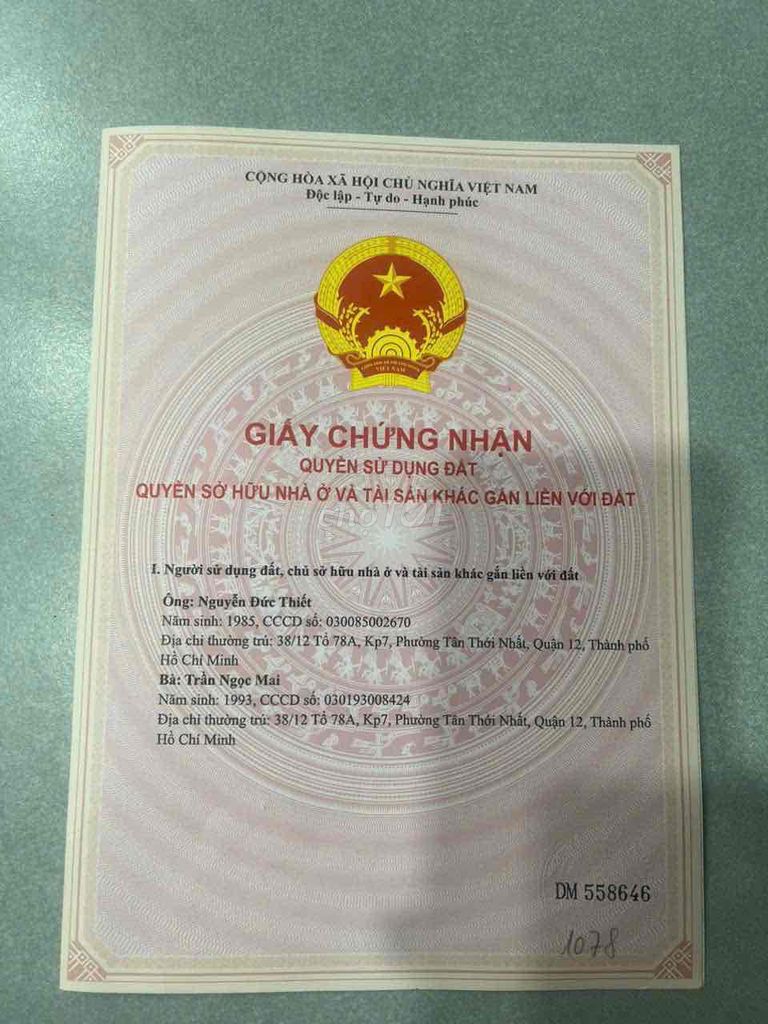 CỘNG HÒA XÃ HỘI CHỦ NGHĨA VIỆT NAM
Độc lập - Tự do - Hạnh phúc
VIỆT NAM
GIẤY CHỨNG NHẬN
QUYỀN SỬ DỤNG ĐẤT
QUYỀN SỞ HỮU NHÀ Ở VÀ TÀI SẢN KHÁC GẮN LIỀN VỚI ĐẤT
chợTỐT
I. Người sử dụng đất, chủ sở hữu nhà ở và tài sản khác gắn liền với đất
Ông: Nguyễn Đức Thiết
Năm sinh: 1985, CCCD số: 030085002670
Địa chỉ thường trú: 38/12 Tổ 78A, Kp7, Phường Tân Thới Nhất, Quận 12, Thành phố
Hồ Chí Minh
Bà: Trần Ngọc Mai
Năm sinh: 1993, CCCD số: 030193008424
Địa chỉ thường trú: 38/12 Tổ 78A, Kp7, Phường Tân Thới Nhất, Quận 12, Thành phố
Hồ Chí Minh
DM 558646
1078